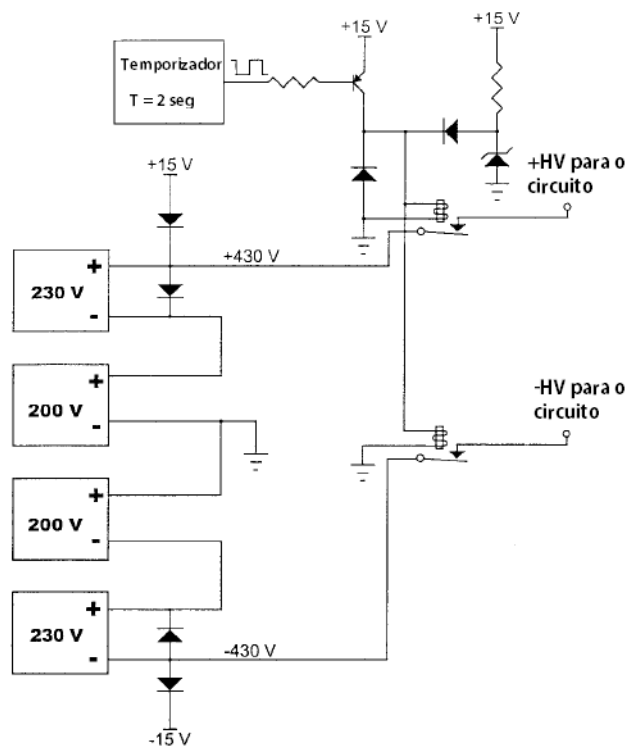 +15 V
+15 V
Temporizador
T = 2 seg
+HV para o
circuito
+15 V
+430 V
+
230 V
-
+
200 V
-
-HV para o
circuito
+
200 V
-
+
230 V
-
-430 V
-15 V